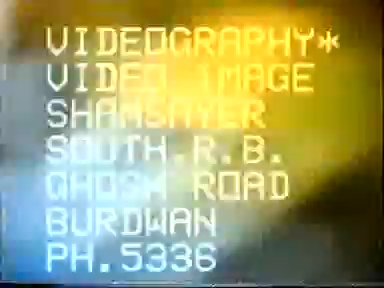 VIDEOGRAPHY*
VIDEO IMAGE
SHAMSAYER
SOUTH.R.B.
GHOSH ROAD
BURDWAN
PH.5336